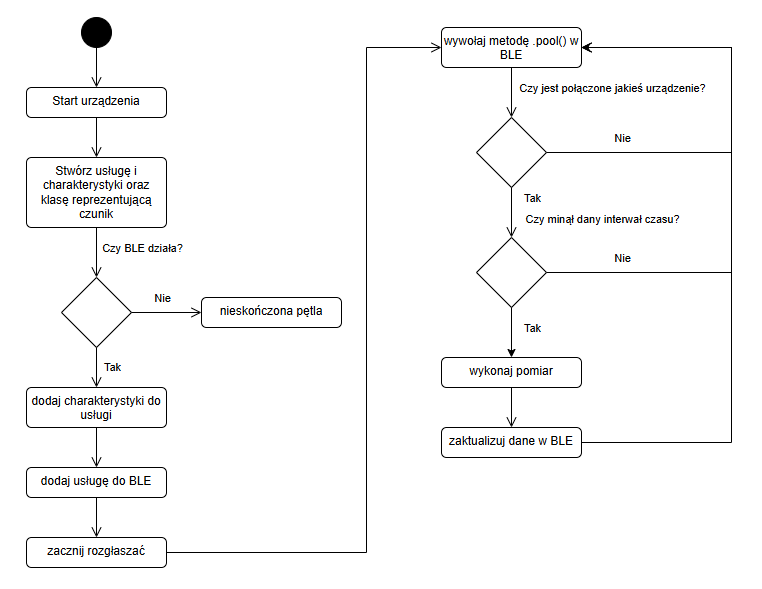 Start urządzenia
Stwórz usługę i
charakterystyki oraz
klasę reprezentującą
czunik
Czy BLE działa?
Nie
nieskończona pętla
Tak
dodaj charakterystyki do
usługi
dodaj usługę do BLE
zacznij rozgłaszać
wywołaj metodę .pool() w
BLE
Czy jest połączone jakieś urządzenie?
Nie
Tak
Czy minął dany interwał czasu?
Nie
Tak
wykonaj pomiar
zaktualizuj dane w BLE